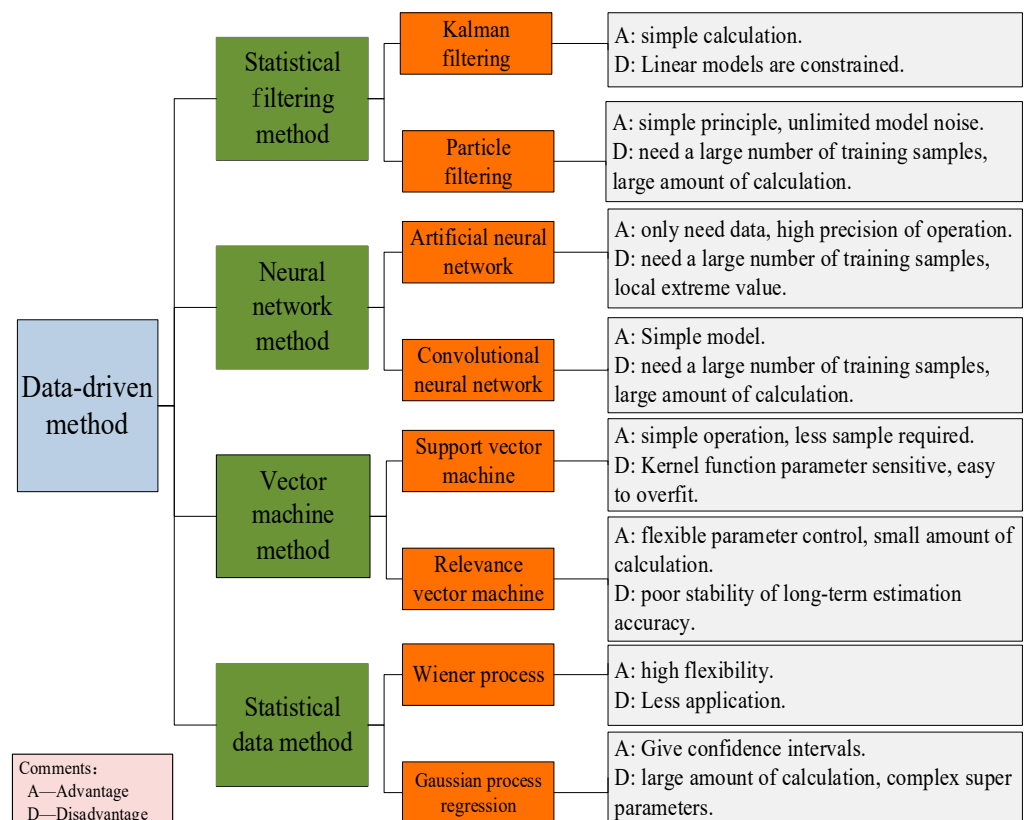 Data-driven
method
Statistical
filtering
method
Kalman
filtering
A: simple calculation.
D: Linear models are constrained.
Particle
filtering
A: simple principle, unlimited model noise.
D: need a large number of training samples,
large amount of calculation.
Neural
network
method
Artificial neural
network
A: only need data, high precision of operation.
D: need a large number of training samples,
local extreme value.
Convolutional
neural network
A: Simple model.
D: need a large number of training samples,
large amount of calculation.
Vector
machine
method
Support vector
machine
A: simple operation, less sample required.
D: Kernel function parameter sensitive, easy
to overfit.
Relevance
vector machine
A: flexible parameter control, small amount of
calculation.
D: poor stability of long-term estimation
accuracy.
Statistical
data method
Wiener process
A: high flexibility.
D: Less application.
Gaussian process
regression
A: Give confidence intervals.
D: large amount of calculation, complex super
parameters.
Comments:
A—Advantage
D—Disadvantage